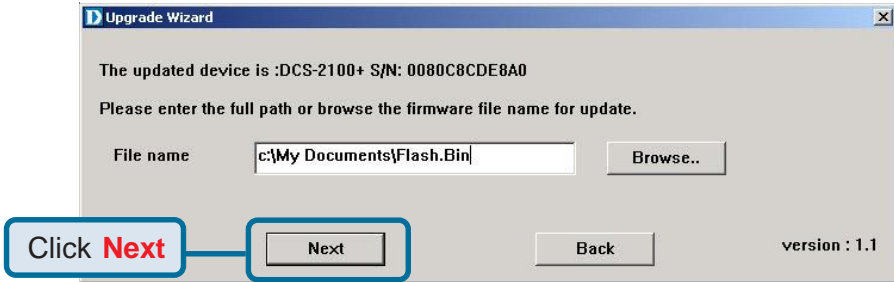 D Upgrade Wizard
The updated device is :DCS-2100+ S/N: 0080C8CDE8A0
Please enter the full path or browse the firmware file name for update.
File name c:\My Documents\Flash.Bin Browse..
Click Next Next Back version : 1.1